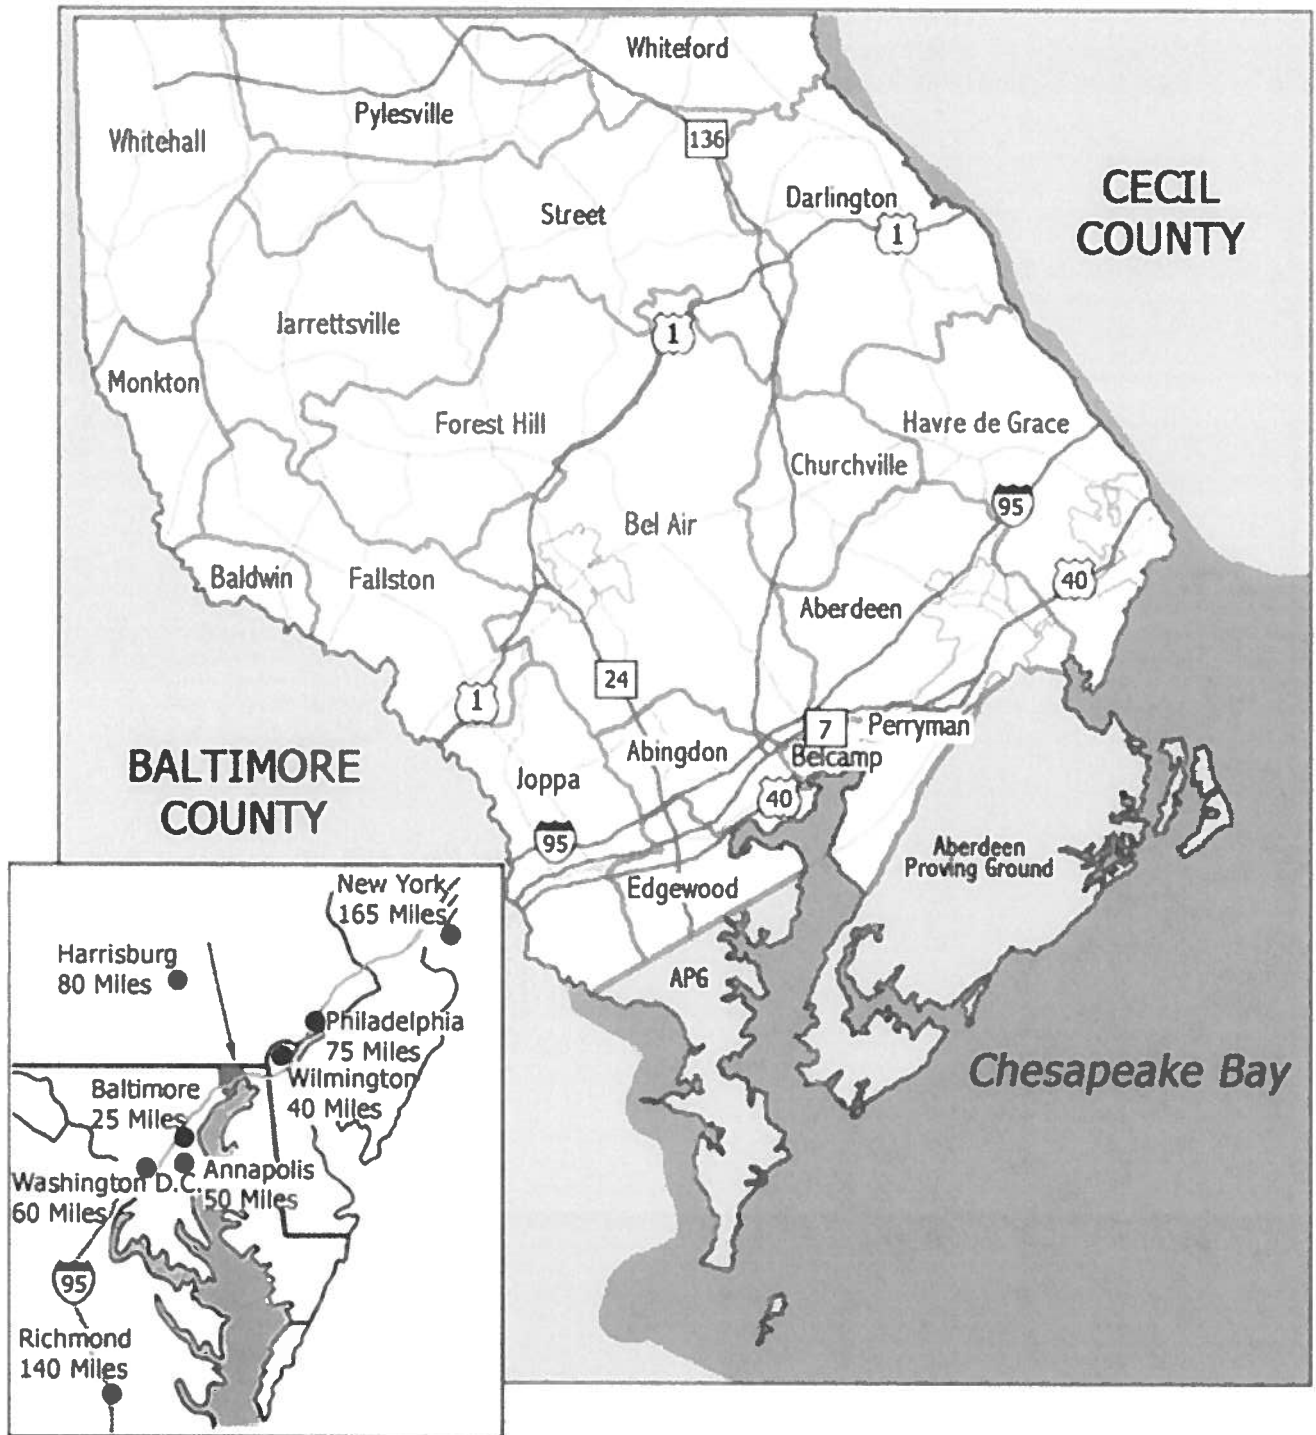 Whiteford
Pylesville
Whitehall
136
CECIL
COUNTY
Darlington
Street
1
Jarrettsville
1
Monkton
Forest Hill
Havre de Grace
Churchville
95
Bel Air
Baldwin
Fallston
40
Aberdeen
24
1
7
Perryman
Abingdon
Belcamp
BALTIMORE
COUNTY
Joppa
40
95
Aberdeen
Proving Ground
Edgewood
APG
Chesapeake Bay
New York
165 Miles
Harrisburg
80 Miles
Philadelphia
75 Miles
Wilmington
40 Miles
Baltimore
25 Miles
Annapolis
50 Miles
Washington D.C.
60 Miles
95
Richmond
140 Miles